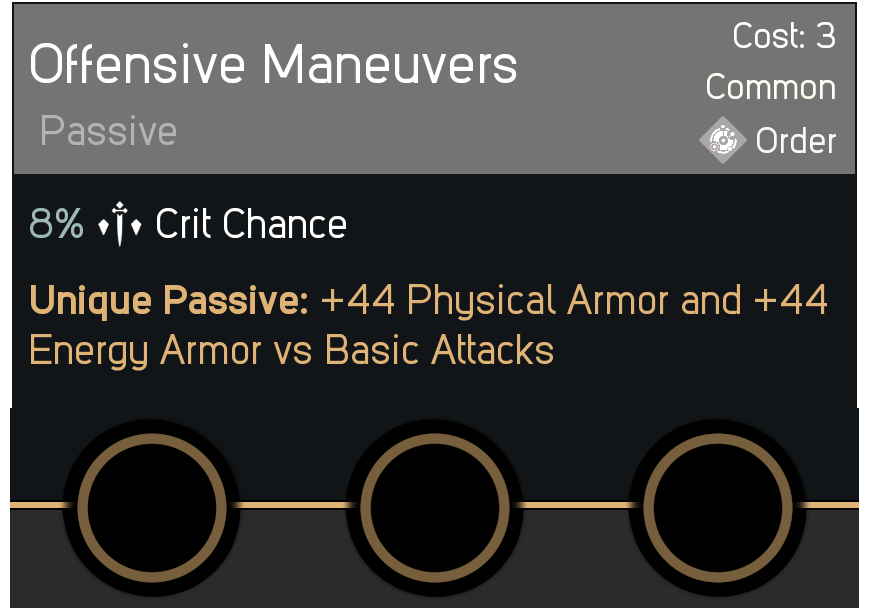 Offensive Maneuvers
Passive
Cost: 3
Common
Order
8% Crit Chance
Unique Passive: +44 Physical Armor and +44
Energy Armor vs Basic Attacks